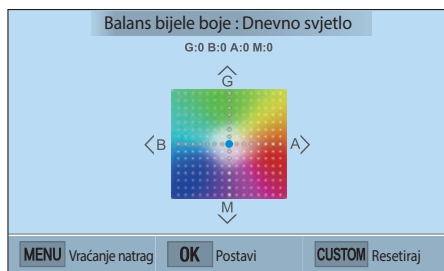 Balans bijele boje : Dnevno svjetlo
G:0 B:0 A:0 M:0
G
B A
M
MENU Vraćanje natrag OK Postavi CUSTOM Resetiraj